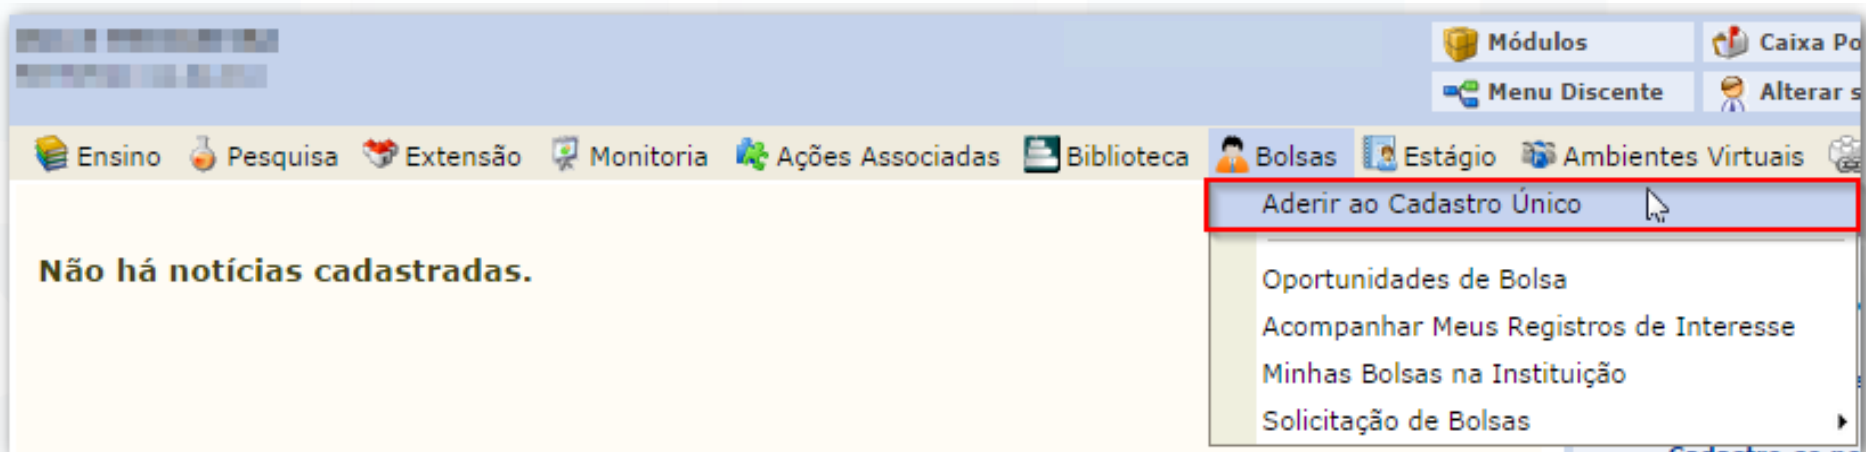 Módulos
Caixa Po
Menu Discente
Alterar s
Ensino Pesquisa Extensão Monitoria Ações Associadas Biblioteca Bolsas Estágio Ambientes Virtuais
Aderir ao Cadastro Único
Não há notícias cadastradas.
Oportunidades de Bolsa
Acompanhar Meus Registros de Interesse
Minhas Bolsas na Instituição
Solicitação de Bolsas